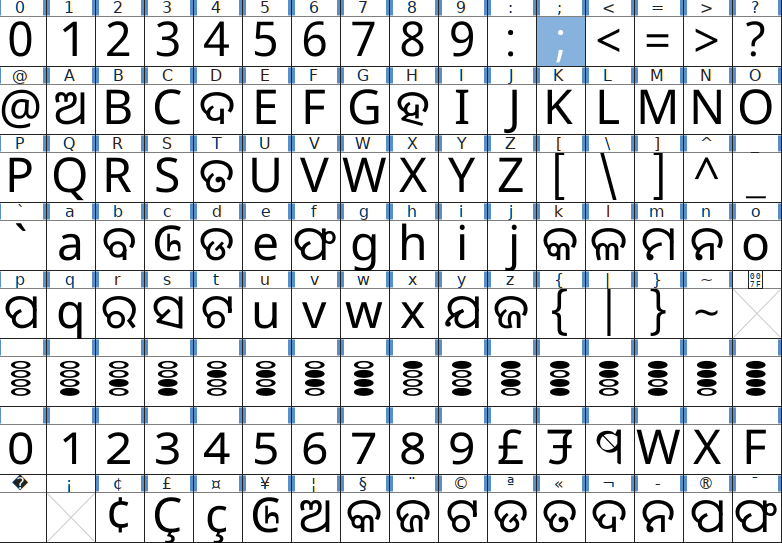 0 1 2 3 4 5 6 7 8 9 : ; < = > ?
0 1 2 3 4 5 6 7 8 9 : ; < = > ?
@ A B C D E F G H I J K L M N O
@ ଅ B C ଦ E F G ହ I J K L M N O
P Q R S T U V W X Y Z [ \ ] ^ _
P Q R S ତ U V W X Y Z [ \ ] ^ _
` a b c d e f g h i j k l m n o
` a ବ ଙ ଡ e ଫ g h i j କ ଳ ମ ନ o
p q r s t u v w x y z { | } ~ 007F
ପ q ର ସ ଟ u v w x ଯ ଜ { | } ~
0 1 2 3 4 5 6 7 8 9 £ W X F
� ¡ ¢ £ ¤ ¥ ¦ § ¨ © ª « ¬ - ® ¯
¢ Ç ç ଙ ଅ କ ଜ ଟ ଡ ତ ଦ ନ ପ ଫ